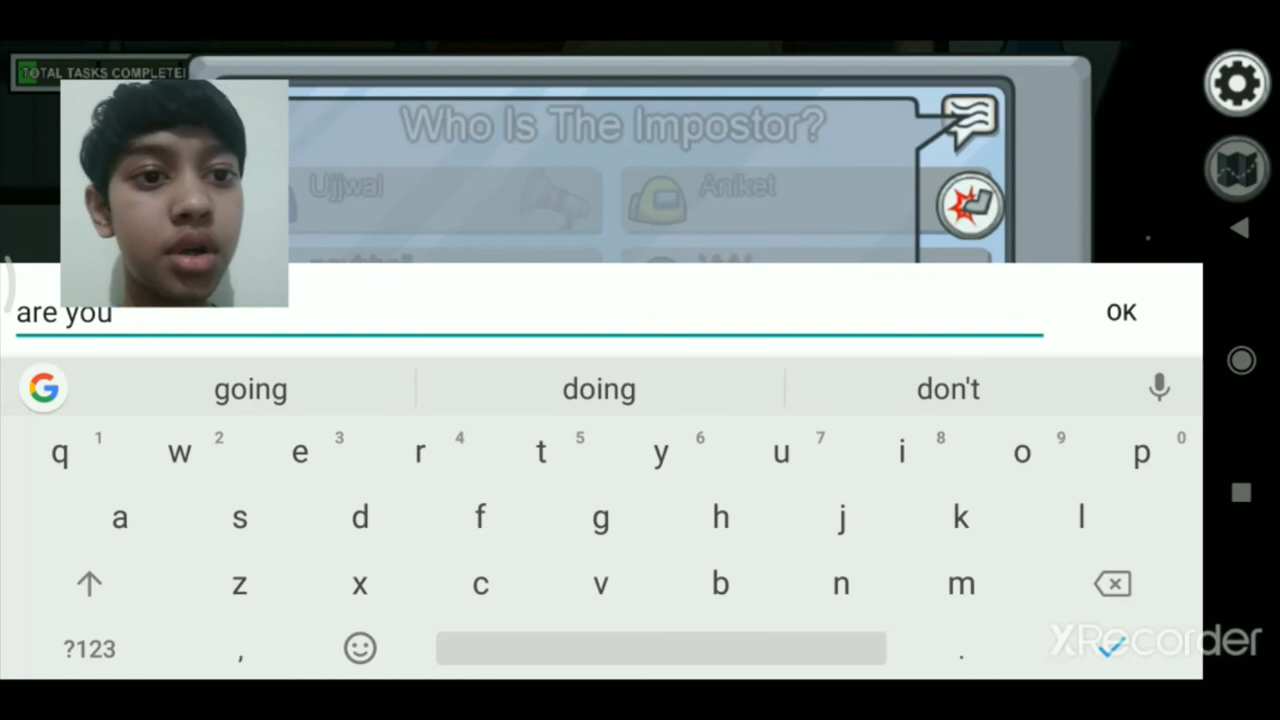 TOTAL TASKS COMPLETE
Who Is The Impostor?
Ujjwal
Aniket
are you
OK
going
doing
don't
q 1 w 2 e 3 r 4 t 5 y 6 u 7 i 8 o 9 p 0
a s d f g h j k l
z x c v b n m
?123 , .
XRecorder